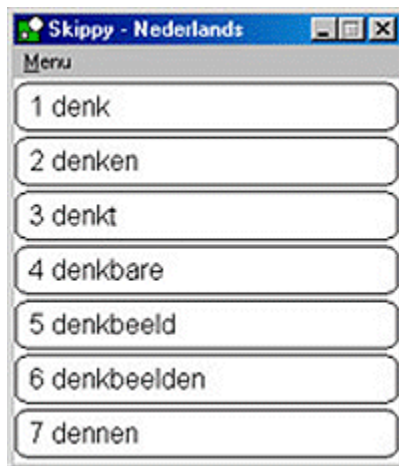 Skippy - Nederlands
Menu
1 denk
2 denken
3 denkt
4 denkbare
5 denkbeeld
6 denkbeelden
7 dennen